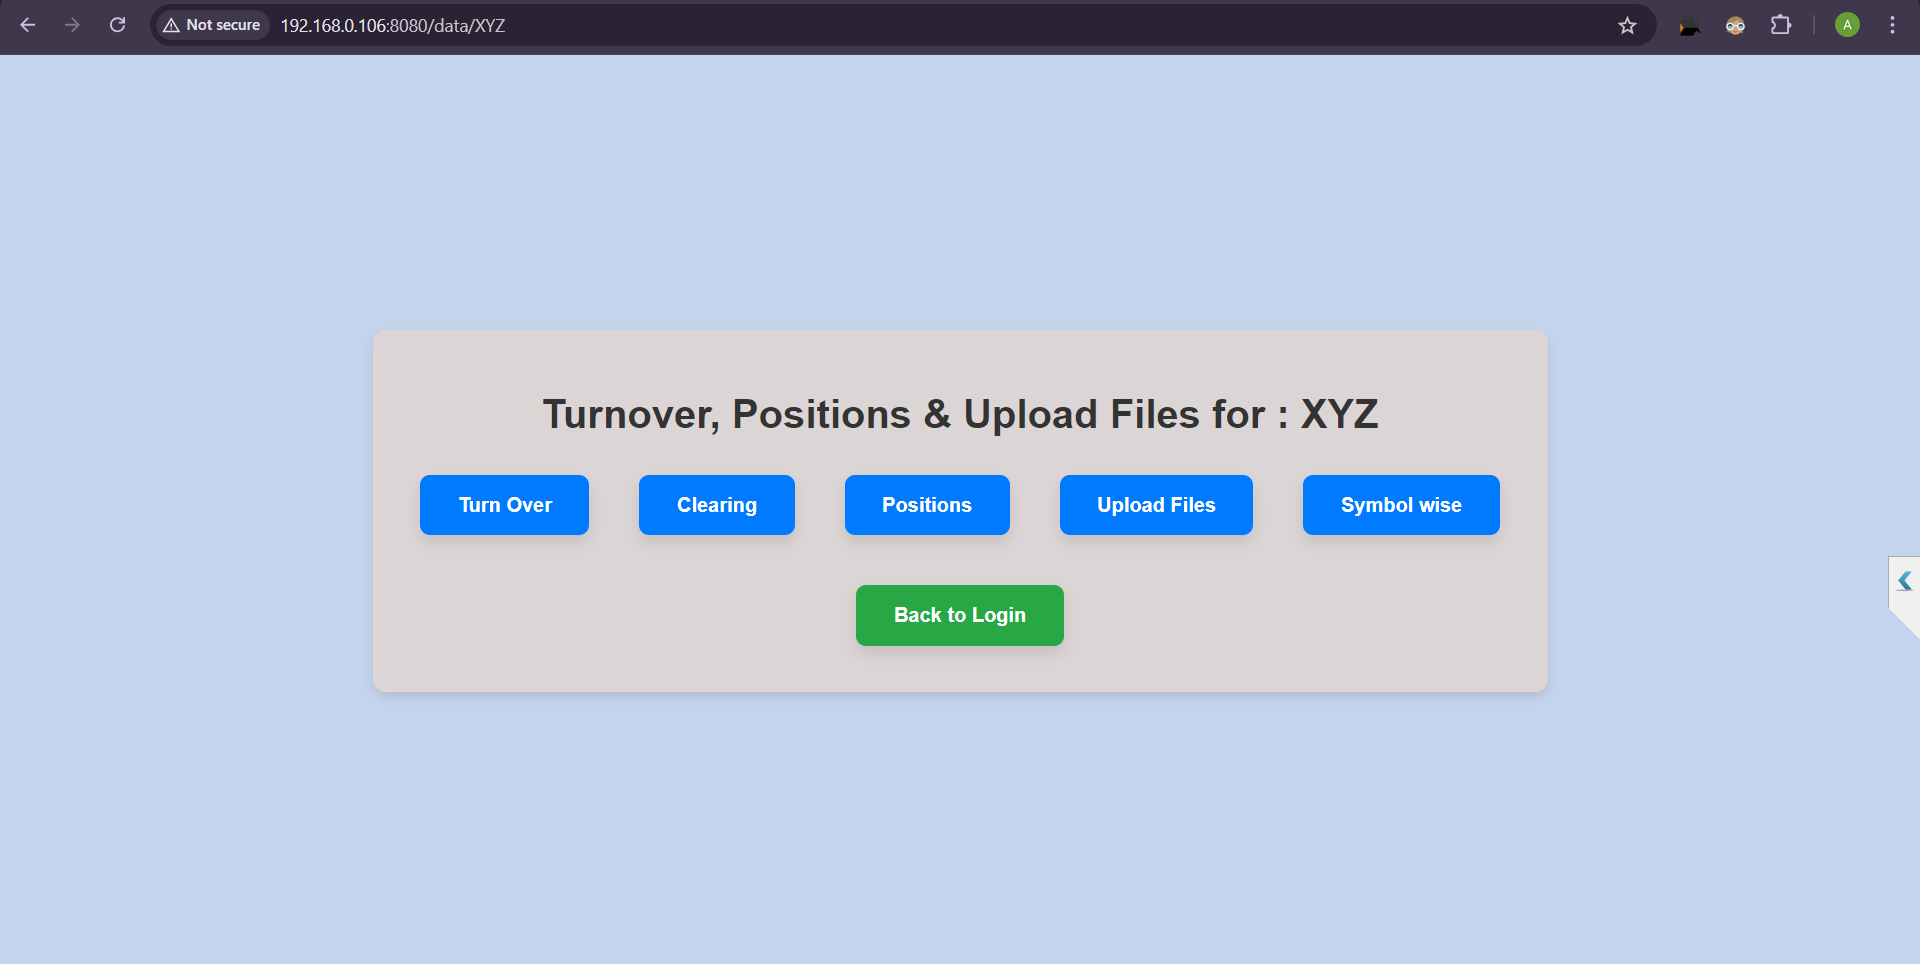 Not secure 192.168.0.106:8080/data/XYZ A
Turnover, Positions & Upload Files for : XYZ
Turn Over Clearing Positions Upload Files Symbol wise
Back to Login